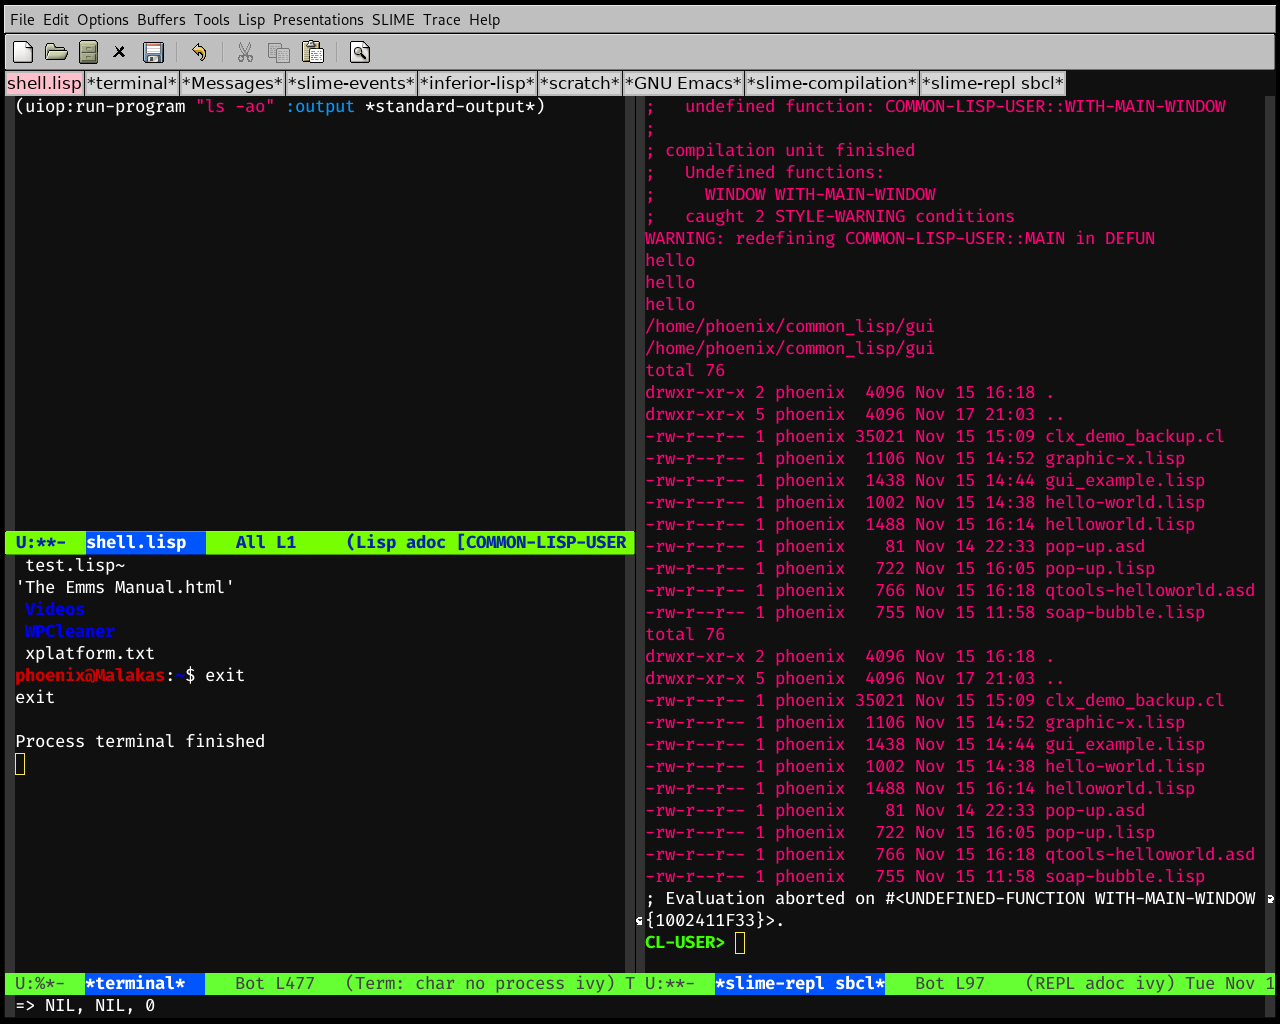 File Edit Options Buffers Tools Lisp Presentations SLIME Trace Help
shell.lisp *terminal* *Messages* *slime-events* *inferior-lisp* *scratch* *GNU Emacs* *slime-compilation* *slime-repl sbcl*
(uiop:run-program "ls -ao" :output *standard-output*)
U:**-  shell.lisp     All L1     (Lisp adoc [COMMON-LISP-USER
test.lisp~
'The Emms Manual.html'
Videos
WPCleaner
xplatform.txt
phoenix@Malakas:~$ exit
exit
Process terminal finished
U:%*-  *terminal*     Bot L477   (Term: char no process ivy) T
;   undefined function: COMMON-LISP-USER::WITH-MAIN-WINDOW
;
; compilation unit finished
;   Undefined functions:
;     WINDOW WITH-MAIN-WINDOW
;   caught 2 STYLE-WARNING conditions
WARNING: redefining COMMON-LISP-USER::MAIN in DEFUN
hello
hello
hello
/home/phoenix/common_lisp/gui
/home/phoenix/common_lisp/gui
total 76
drwxr-xr-x 2 phoenix  4096 Nov 15 16:18 .
drwxr-xr-x 5 phoenix  4096 Nov 17 21:03 ..
-rw-r--r-- 1 phoenix 35021 Nov 15 15:09 clx_demo_backup.cl
-rw-r--r-- 1 phoenix  1106 Nov 15 14:52 graphic-x.lisp
-rw-r--r-- 1 phoenix  1438 Nov 15 14:44 gui_example.lisp
-rw-r--r-- 1 phoenix  1002 Nov 15 14:38 hello-world.lisp
-rw-r--r-- 1 phoenix  1488 Nov 15 16:14 helloworld.lisp
-rw-r--r-- 1 phoenix    81 Nov 14 22:33 pop-up.asd
-rw-r--r-- 1 phoenix   722 Nov 15 16:05 pop-up.lisp
-rw-r--r-- 1 phoenix   766 Nov 15 16:18 qtools-helloworld.asd
-rw-r--r-- 1 phoenix   755 Nov 15 11:58 soap-bubble.lisp
total 76
drwxr-xr-x 2 phoenix  4096 Nov 15 16:18 .
drwxr-xr-x 5 phoenix  4096 Nov 17 21:03 ..
-rw-r--r-- 1 phoenix 35021 Nov 15 15:09 clx_demo_backup.cl
-rw-r--r-- 1 phoenix  1106 Nov 15 14:52 graphic-x.lisp
-rw-r--r-- 1 phoenix  1438 Nov 15 14:44 gui_example.lisp
-rw-r--r-- 1 phoenix  1002 Nov 15 14:38 hello-world.lisp
-rw-r--r-- 1 phoenix  1488 Nov 15 16:14 helloworld.lisp
-rw-r--r-- 1 phoenix    81 Nov 14 22:33 pop-up.asd
-rw-r--r-- 1 phoenix   722 Nov 15 16:05 pop-up.lisp
-rw-r--r-- 1 phoenix   766 Nov 15 16:18 qtools-helloworld.asd
-rw-r--r-- 1 phoenix   755 Nov 15 11:58 soap-bubble.lisp
; Evaluation aborted on #<UNDEFINED-FUNCTION WITH-MAIN-WINDOW
{1002411F33}>.
CL-USER>
U:**-  *slime-repl sbcl*   Bot L97    (REPL adoc ivy) Tue Nov 1
=> NIL, NIL, 0